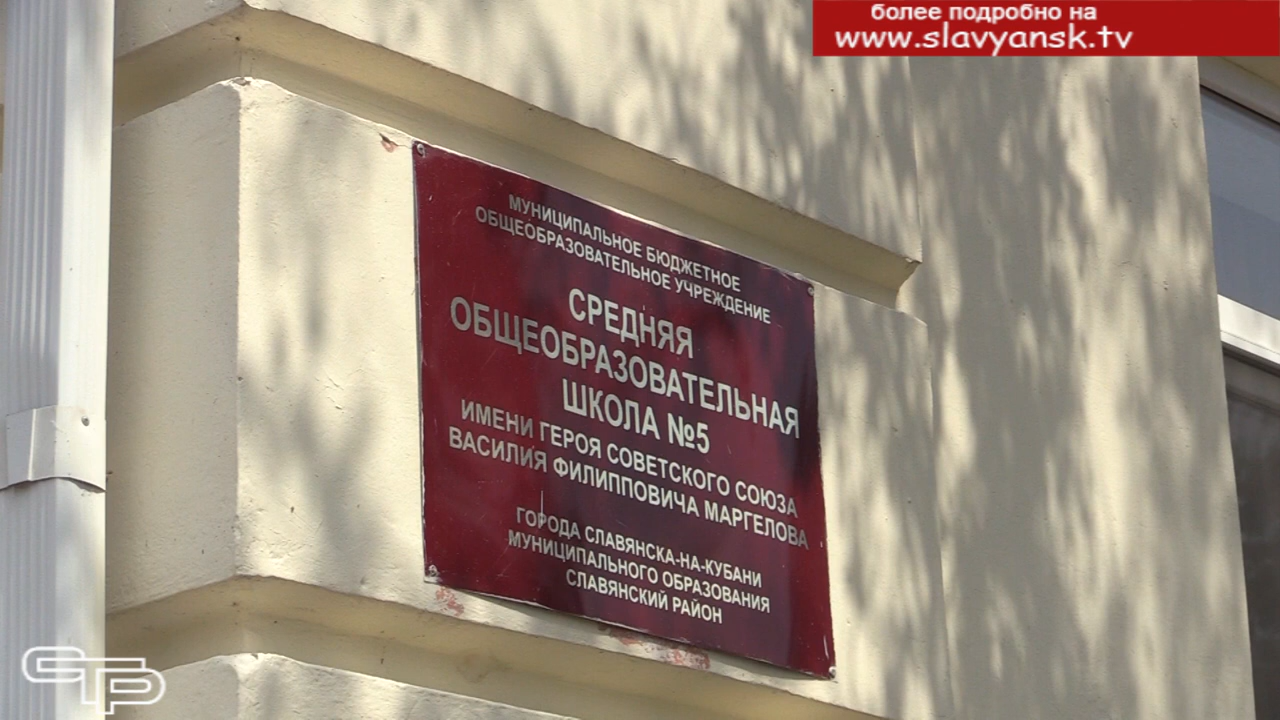 более подробно на
www.slavyansk.tv
МУНИЦИПАЛЬНОЕ БЮДЖЕТНОЕ
ОБЩЕОБРАЗОВАТЕЛЬНОЕ УЧРЕЖДЕНИЕ
СРЕДНЯЯ
ОБЩЕОБРАЗОВАТЕЛЬНАЯ
ШКОЛА №5
ИМЕНИ ГЕРОЯ СОВЕТСКОГО СОЮЗА
ВАСИЛИЯ ФИЛИППОВИЧА МАРГЕЛОВА
ГОРОДА СЛАВЯНСКА-НА-КУБАНИ
МУНИЦИПАЛЬНОГО ОБРАЗОВАНИЯ
СЛАВЯНСКИЙ РАЙОН
СТР